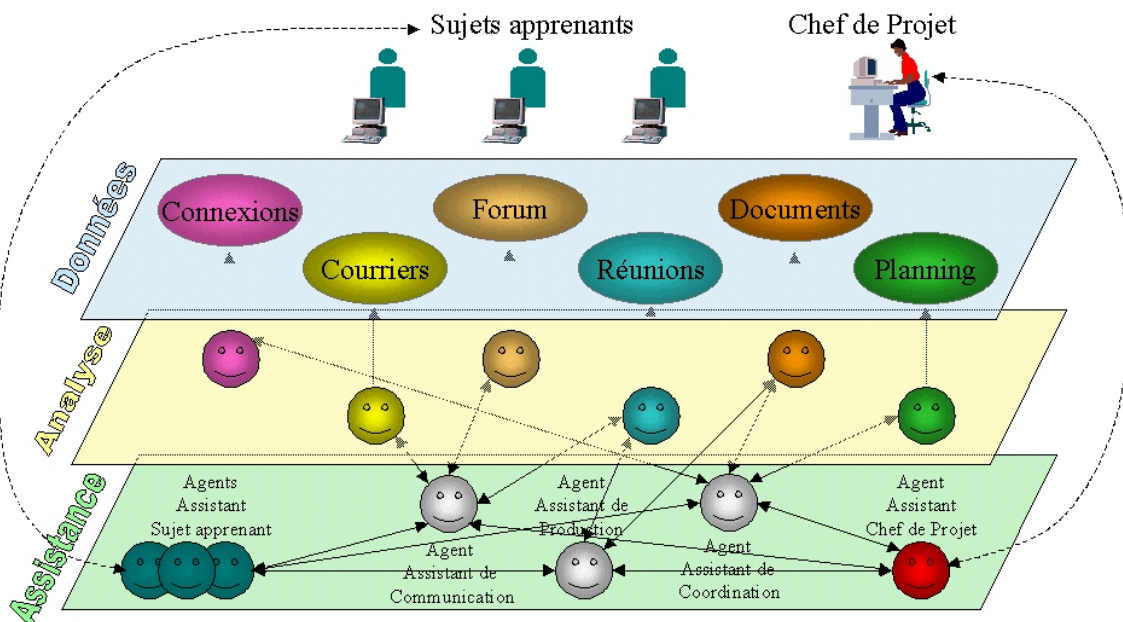 Sujets apprenants
Chef de Projet
Données
Connexions
Forum
Documents
Courriers
Réunions
Planning
Analyse
Assistance
Agents
Assistant
Sujet apprenant
Agent
Assistant de
Production
Agent
Assistant
Chef de Projet
Agent
Assistant de
Communication
Agent
Assistant de
Coordination